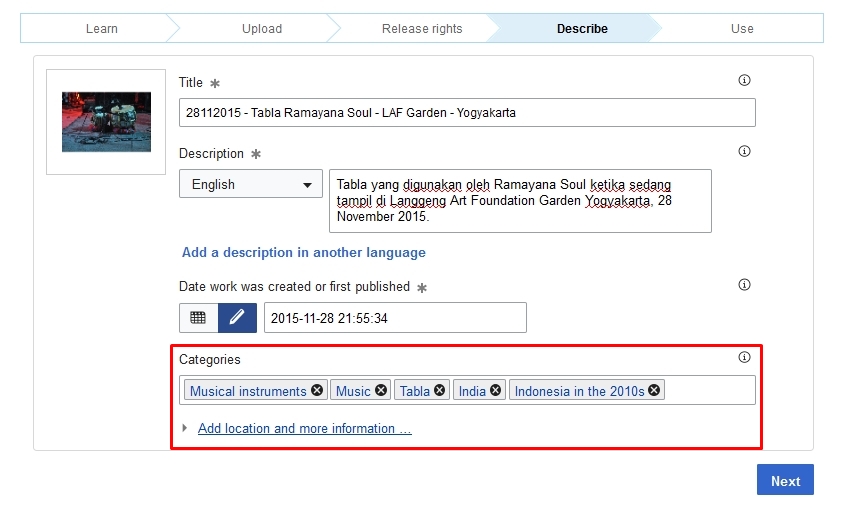 Learn Upload Release rights Describe Use
Title *
28112015 - Tabla Ramayana Soul - LAF Garden - Yogyakarta
Description *
English
Tabla yang digunakan oleh Ramayana Soul ketika sedang
tampil di Langgeng Art Foundation Garden Yogyakarta, 28
November 2015.
Add a description in another language
Date work was created or first published *
2015-11-28 21:55:34
Categories
Musical instruments Music Tabla India Indonesia in the 2010s
Add location and more information ...
Next